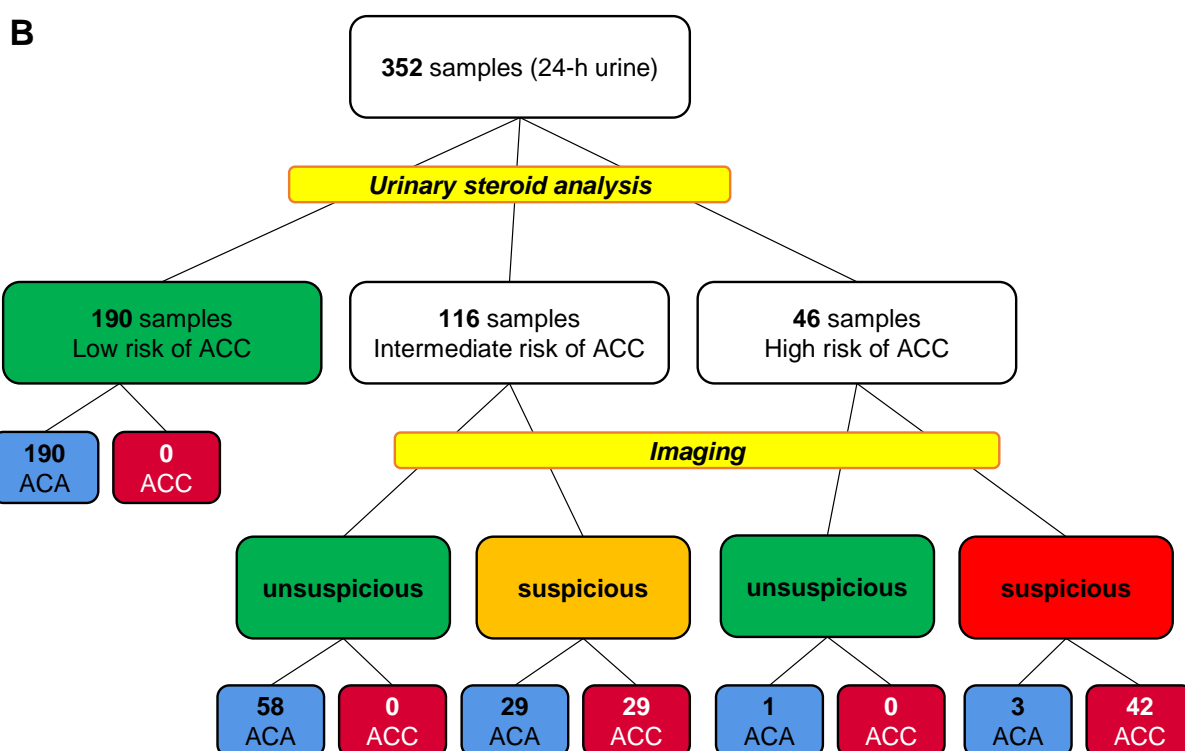 B
352 samples (24-h urine)
Urinary steroid analysis
190 samples
Low risk of ACC
116 samples
Intermediate risk of ACC
46 samples
High risk of ACC
190
ACA
0
ACC
Imaging
unsuspicious
suspicious
unsuspicious
suspicious
58
ACA
0
ACC
29
ACA
29
ACC
1
ACA
0
ACC
3
ACA
42
ACC